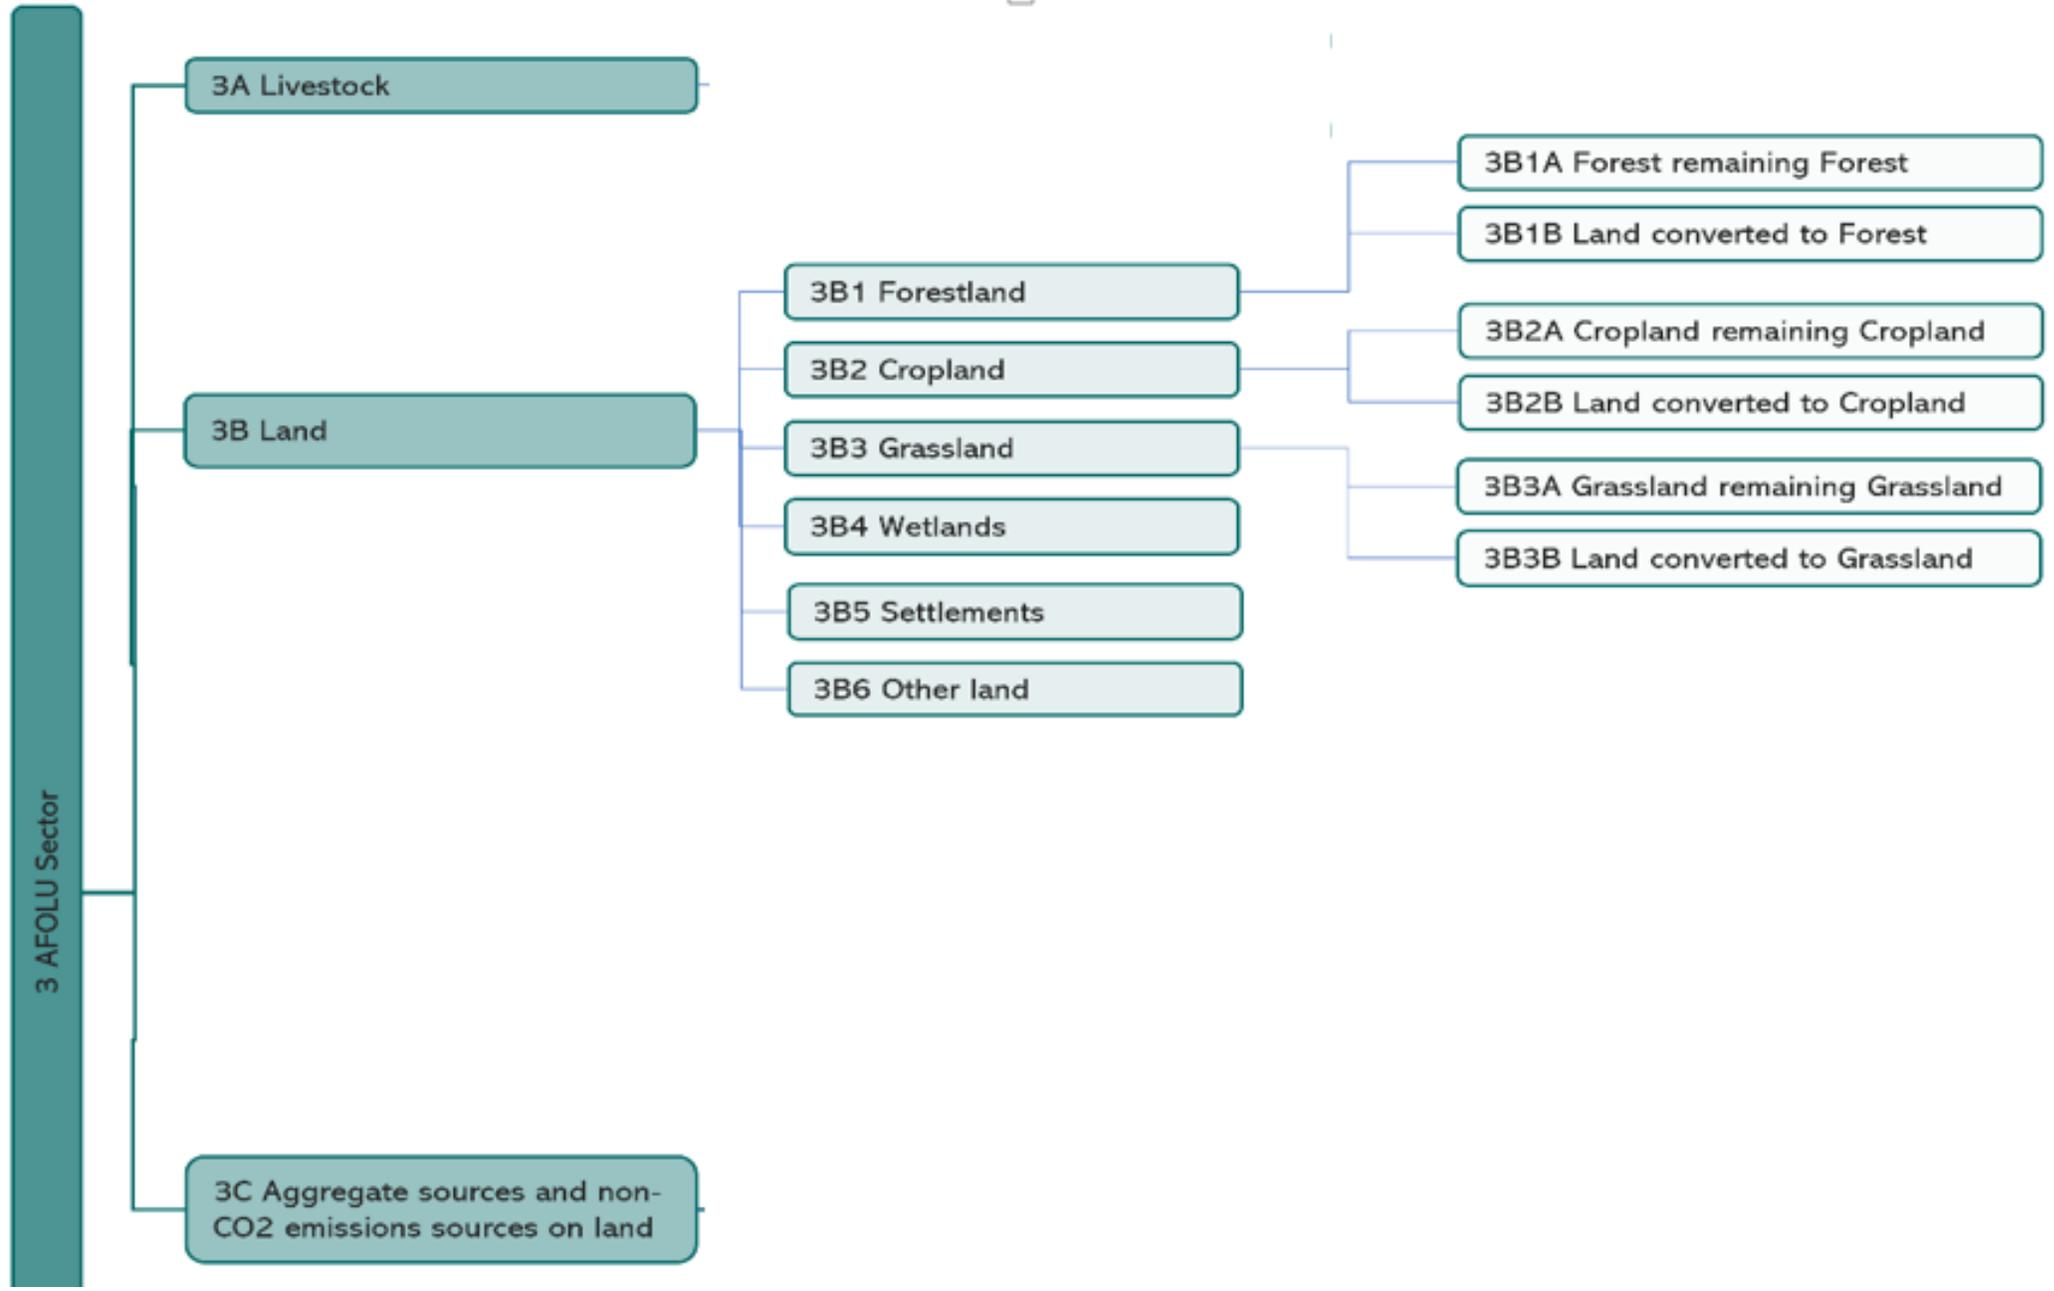 3 AFOLU Sector
3A Livestock
3B Land
3B1 Forestland
3B1A Forest remaining Forest
3B1B Land converted to Forest
3B2 Cropland
3B2A Cropland remaining Cropland
3B2B Land converted to Cropland
3B3 Grassland
3B3A Grassland remaining Grassland
3B3B Land converted to Grassland
3B4 Wetlands
3B5 Settlements
3B6 Other land
3C Aggregate sources and non-
CO2 emissions sources on land